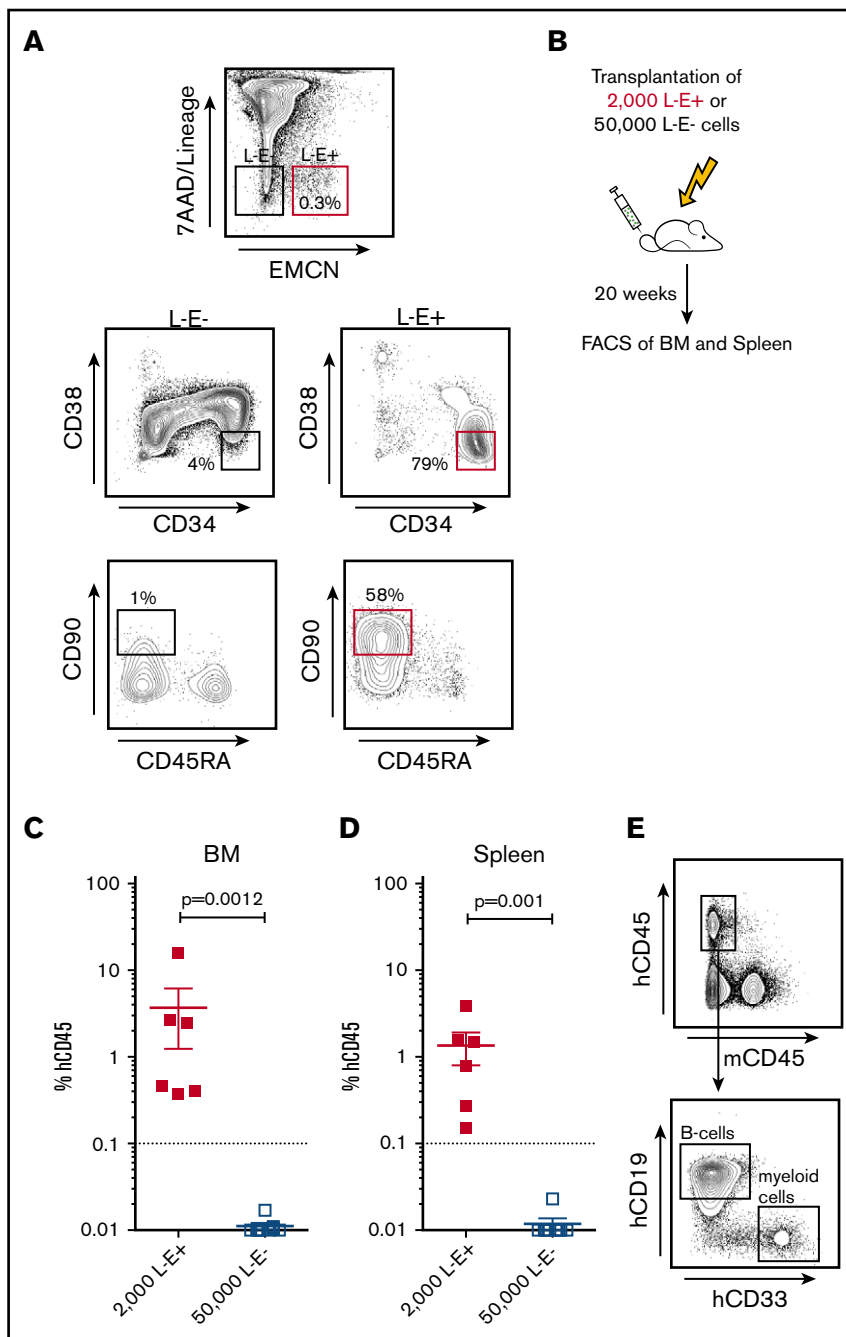 A
7AAD/Lineage
L-E-
L-E+
0.3%
EMCN
L-E-
L-E+
CD38
4%
CD34
CD38
79%
CD34
CD90
1%
CD45RA
CD90
58%
CD45RA
B
Transplantation of
2,000 L-E+ or
50,000 L-E- cells
20 weeks
FACS of BM and Spleen
C
BM
% hCD45
100
10
1
0.1
0.01
p=0.0012
2,000 L-E+
50,000 L-E-
D
Spleen
% hCD45
100
10
1
0.1
0.01
p=0.001
2,000 L-E+
50,000 L-E-
E
hCD45
mCD45
hCD19
B-cells
myeloid
cells
hCD33